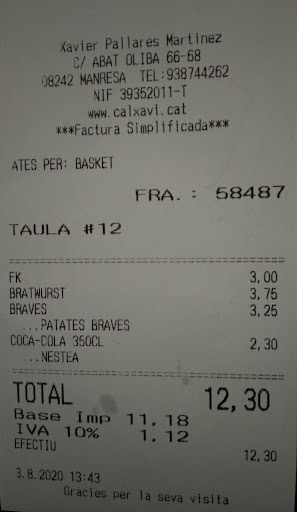 Xavier Pallares Martinez
C/ ABAT OLIBA 66-68
08242 MANRESA TEL:938744262
NIF 39352011-T
www.calxavi.cat
***Factura Simplificada***
ATES PER: BASKET
FRA. : 58487
TAULA #12
FK 3,00
BRATWURST 3,75
BRAVES 3,25
...PATATES BRAVES
COCA-COLA 350CL 2,30
...NESTEA
TOTAL 12,30
Base Imp 11,18
IVA 10% 1,12
EFECTIU 12,30
3.8.2020 13:43
Gracies per la seva visita